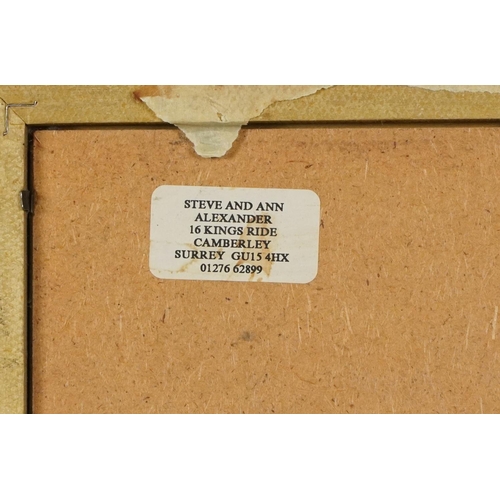 STEVE AND ANN
ALEXANDER
16 KINGS RIDE
CAMBERLEY
SURREY GU15 4HX
01276 62899